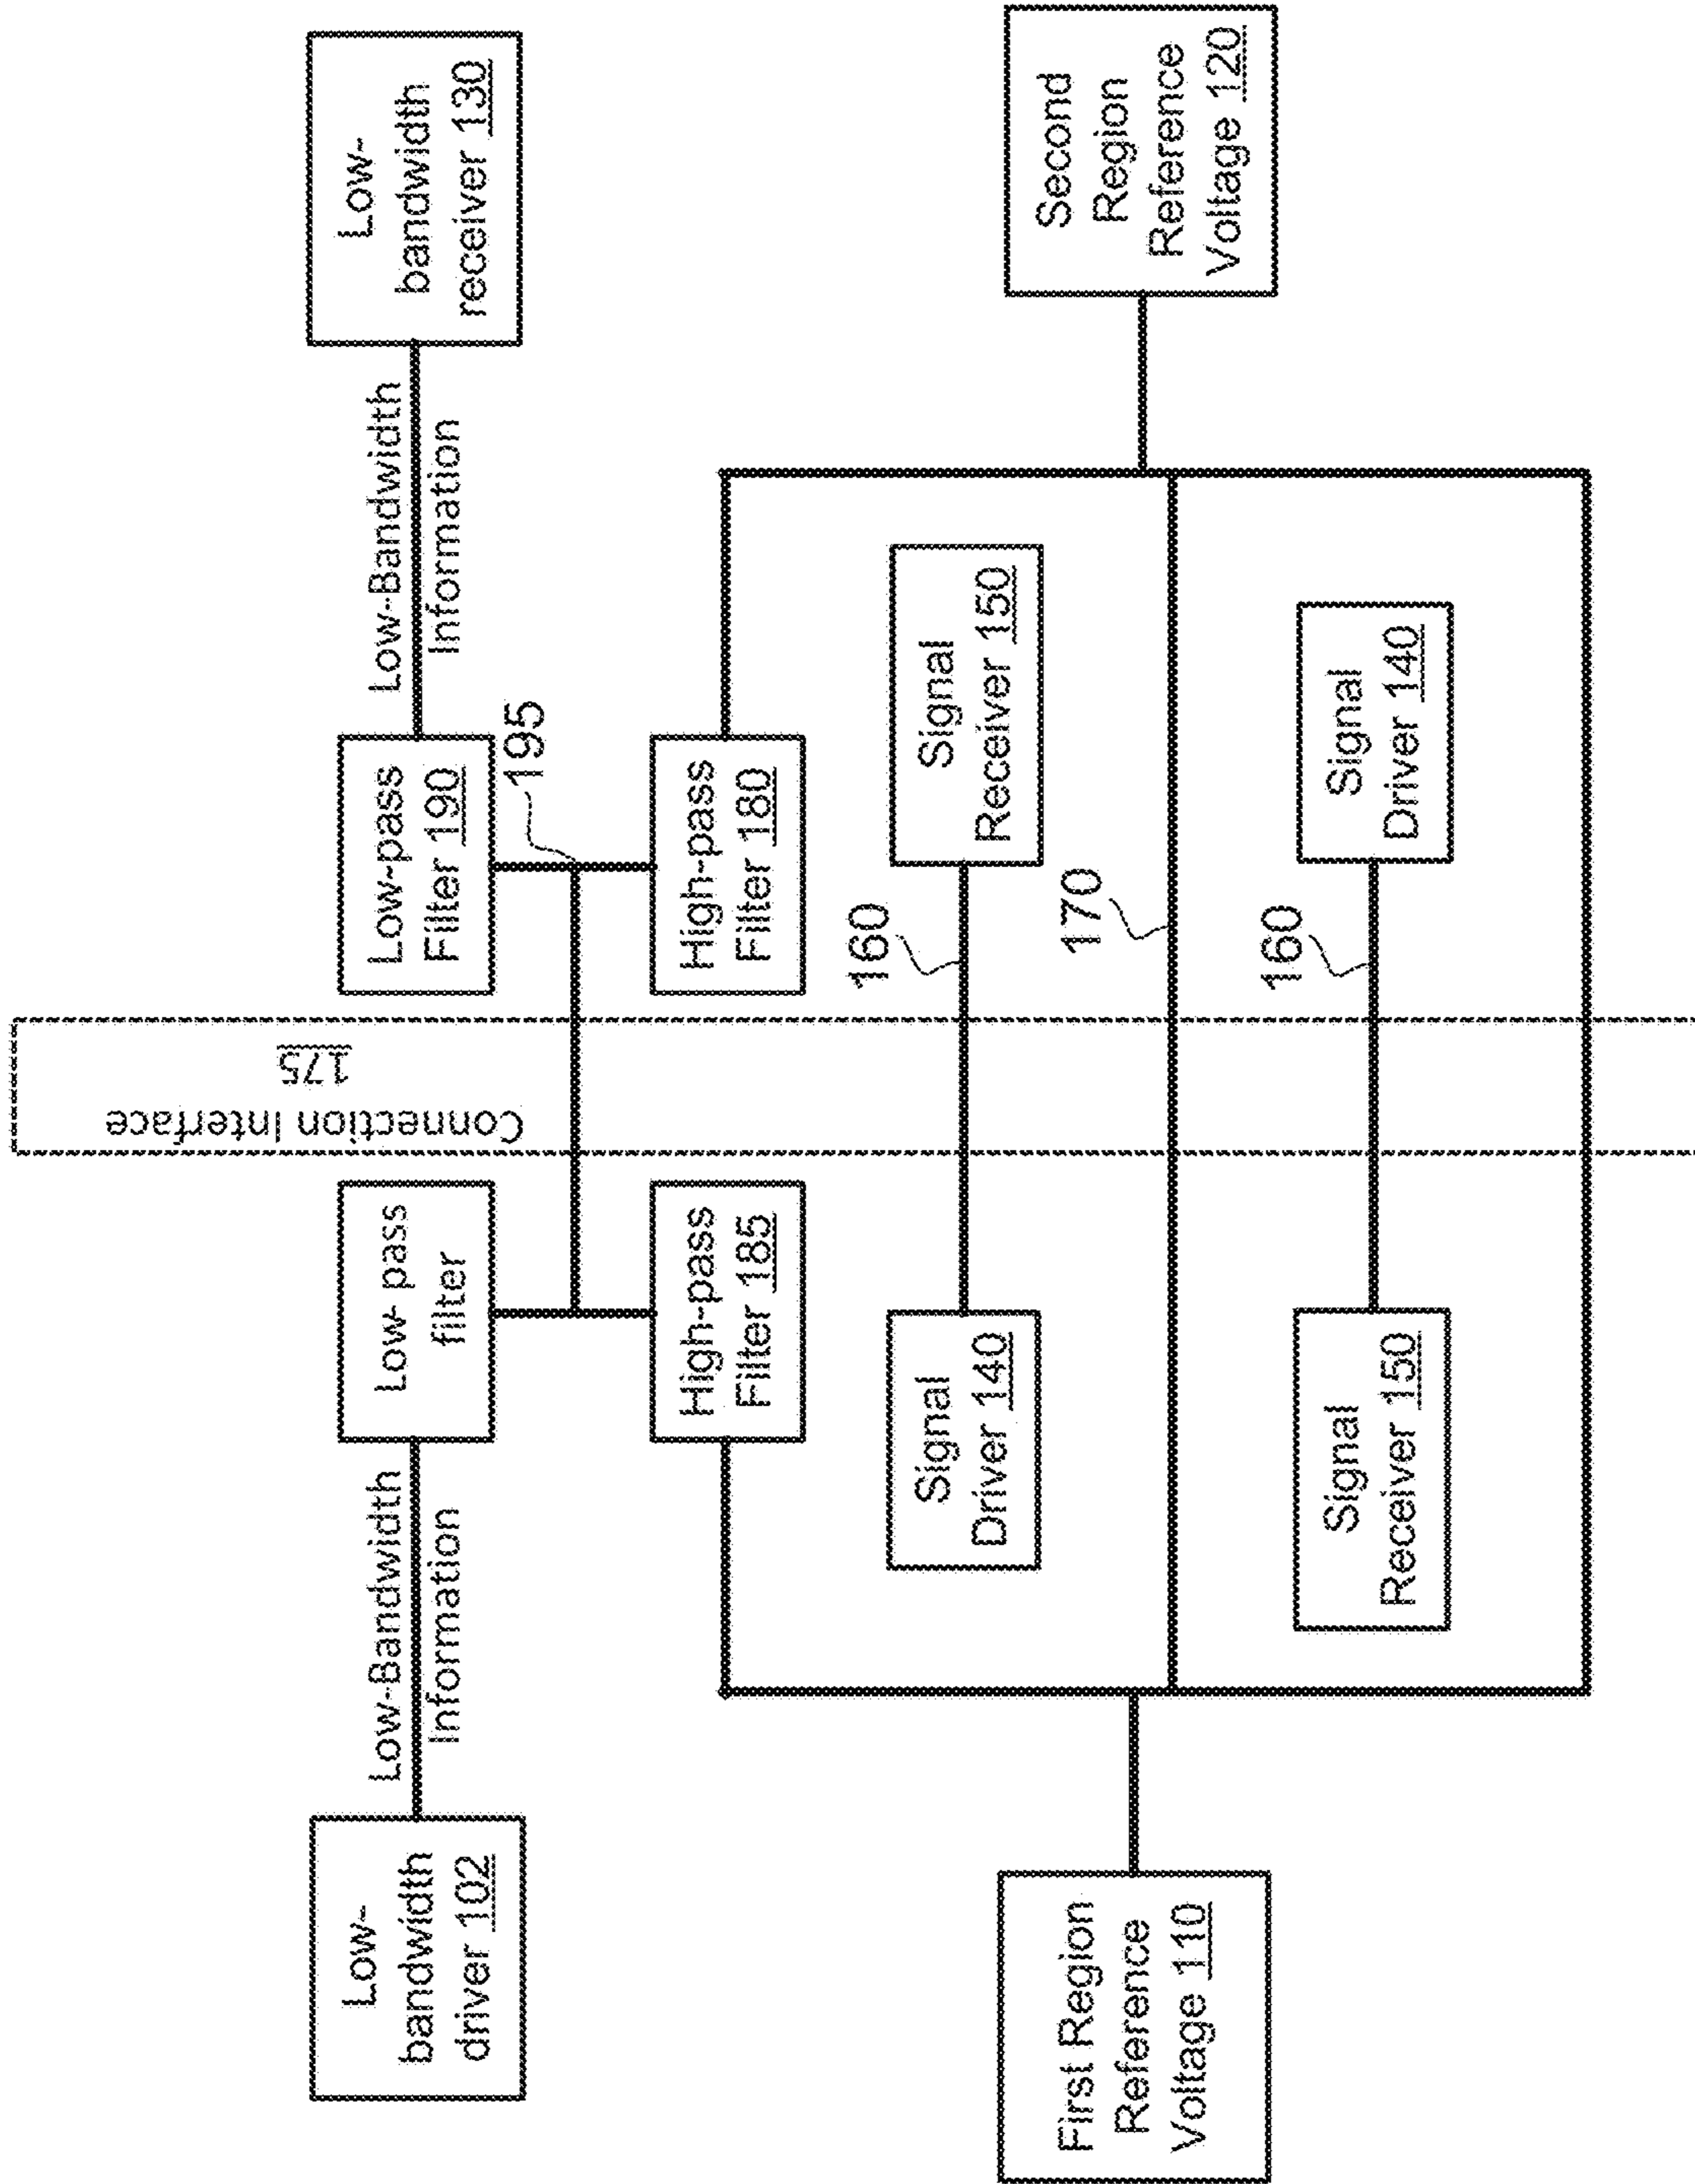 Low-
bandwidth
driver 102
Low-Bandwidth
Information
Low-pass
filter
Connection Interface
175
Low-pass
Filter 190
Low-Bandwidth
Information
Low-
bandwidth
receiver 130
195
High-pass
Filter 185
High-pass
Filter 180
Signal
Driver 140
160
Signal
Receiver 150
First Region
Reference
Voltage 110
170
Second
Region
Reference
Voltage 120
Signal
Receiver 150
160
Signal
Driver 140